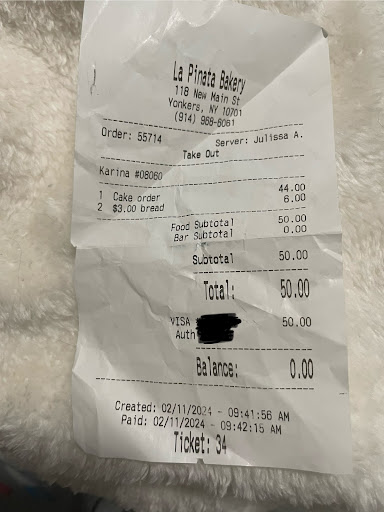 La Pinata Bakery
118 New Main St
Yonkers, NY 10701
(914) 968-6061
Order: 55714 Server: Julissa A.
Take Out
Karina #08060
1 Cake order 44.00
2 $3.00 bread 6.00
Food Subtotal 50.00
Bar Subtotal 0.00
Subtotal 50.00
Total: 50.00
VISA 50.00
Auth
Balance: 0.00
Created: 02/11/2024 - 09:41:56 AM
Paid: 02/11/2024 - 09:42:15 AM
Ticket: 34